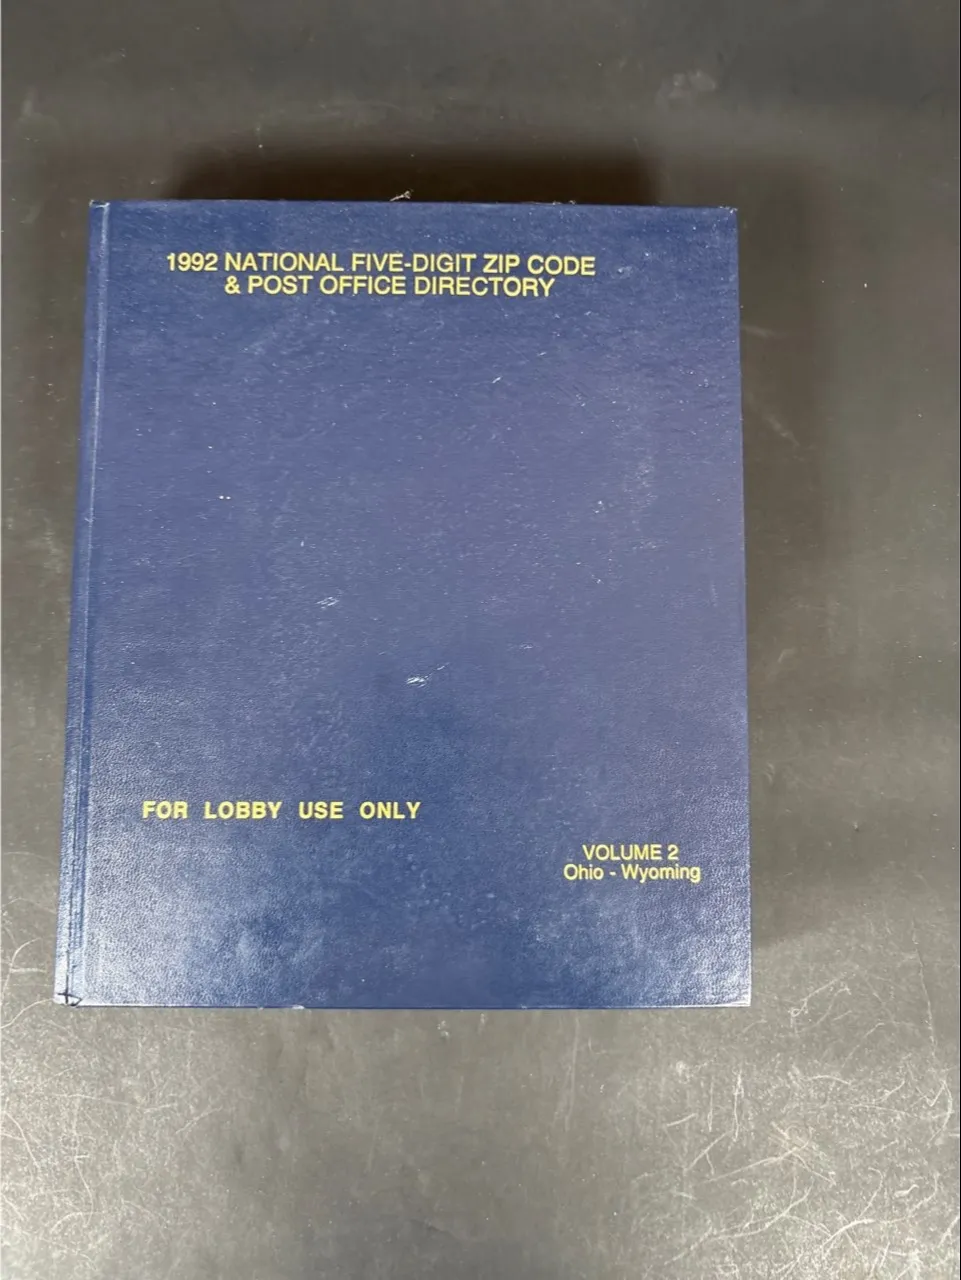 1992 NATIONAL FIVE-DIGIT ZIP CODE
& POST OFFICE DIRECTORY
FOR LOBBY USE ONLY
VOLUME 2
Ohio - Wyoming